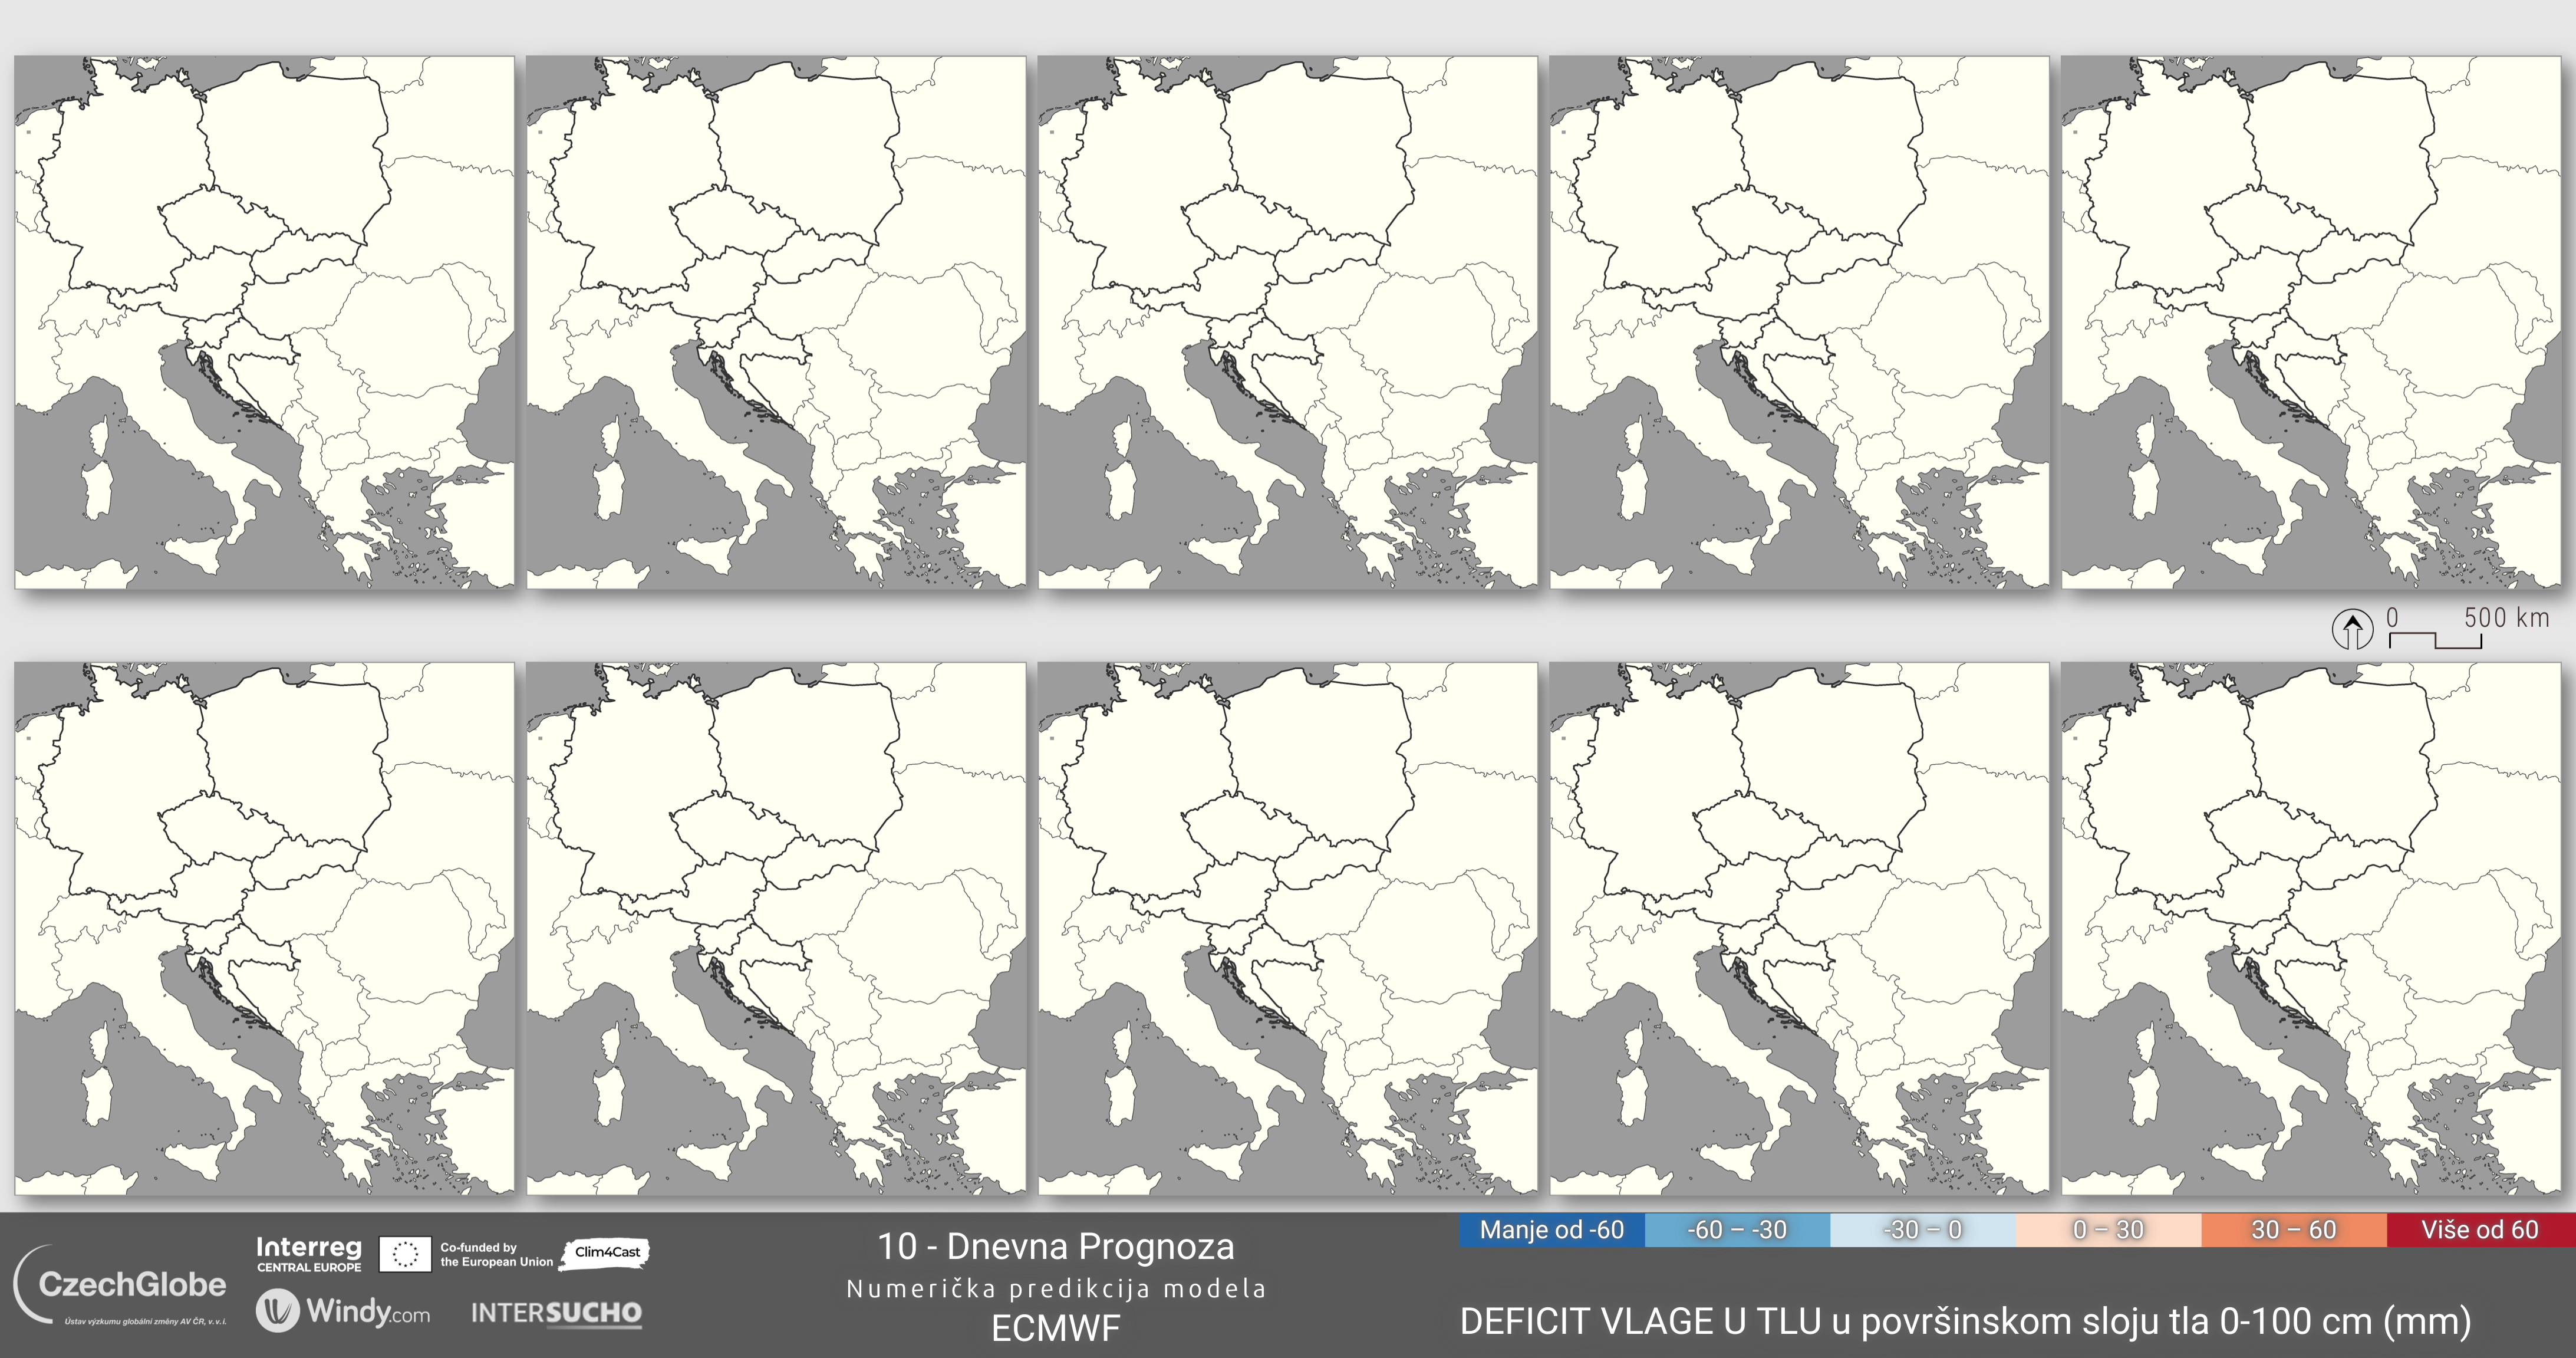 0 500 km
Manje od -60 -60 – -30 -30 – 0 0 – 30 30 – 60 Više od 60
CzechGlobe
Ústav výzkumu globální změny AV ČR, v. v. i.
Interreg
CENTRAL EUROPE
Co-funded by
the European Union
Clim4Cast
Windy.com
INTERSUCHO
10 - Dnevna Prognoza
Numerička predikcija modela
ECMWF
DEFICIT VLAGE U TLU u površinskom sloju tla 0-100 cm (mm)